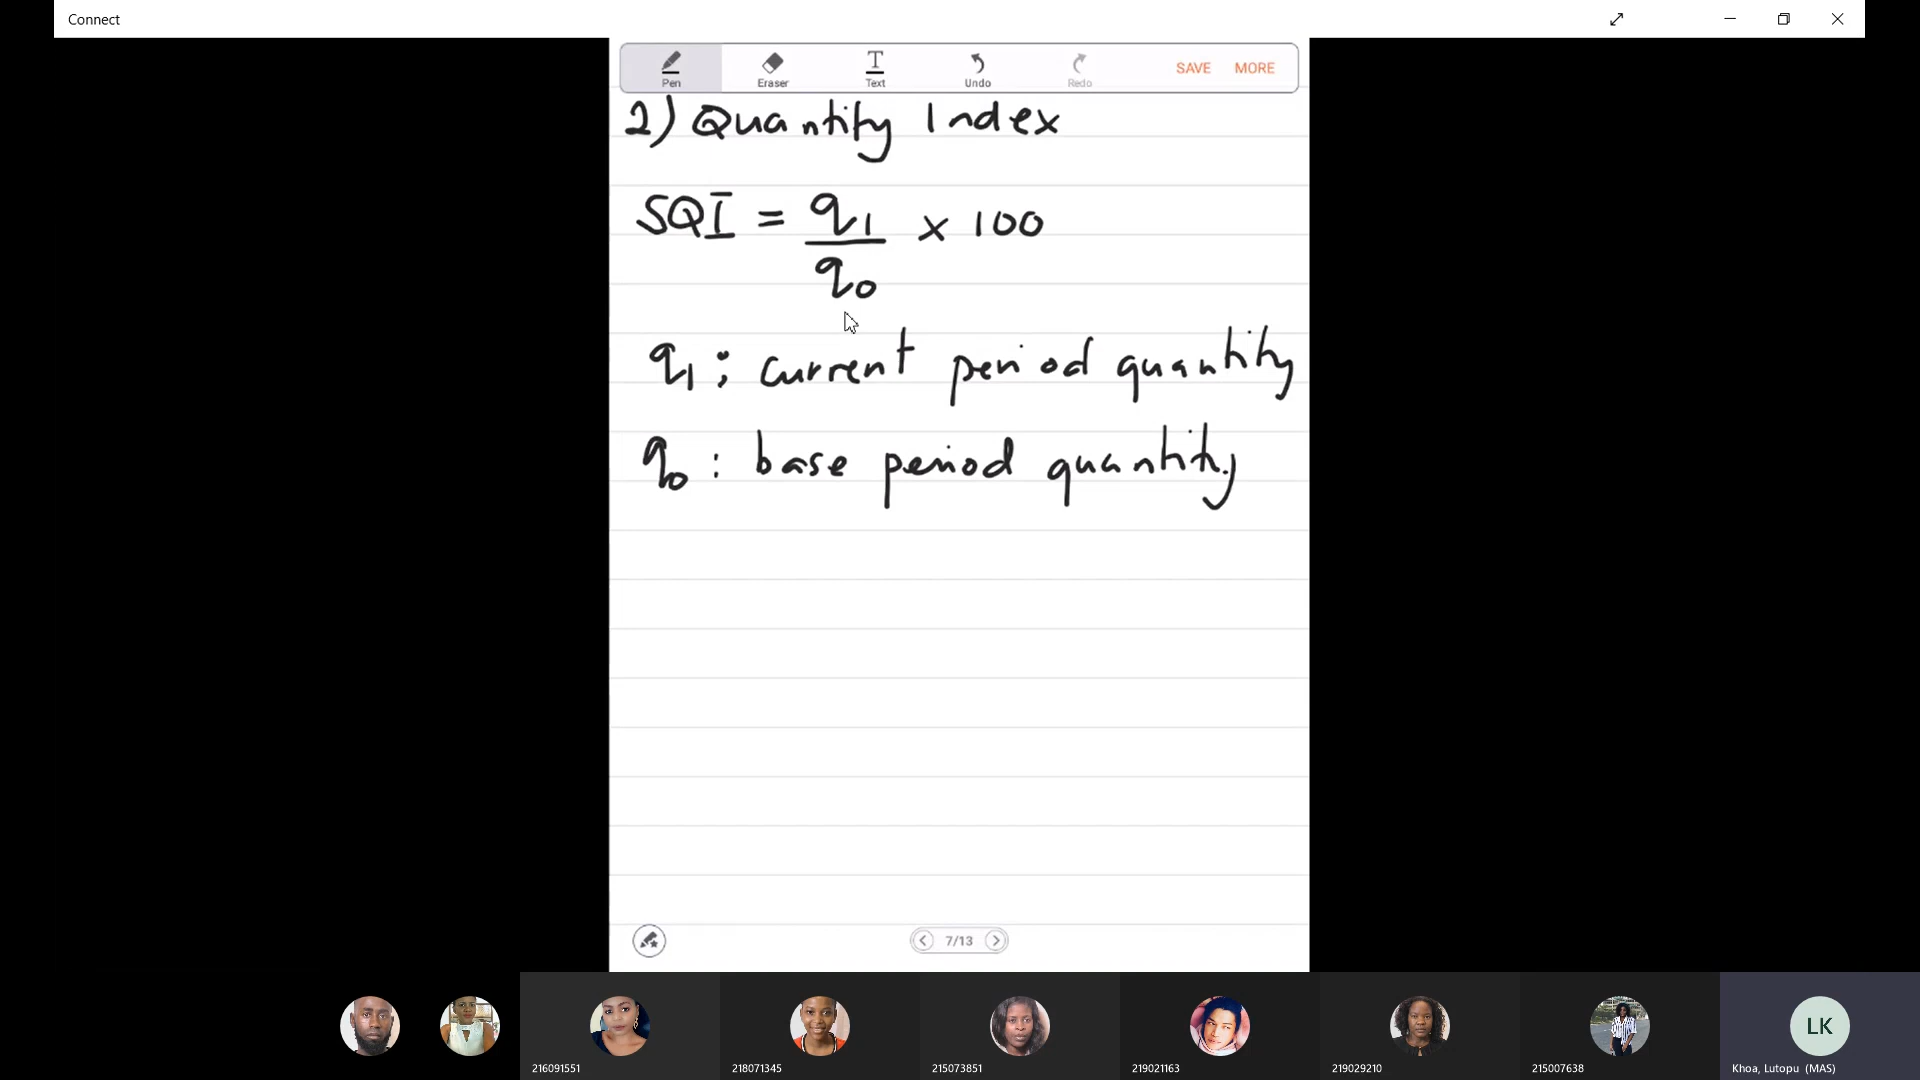 Connect
Pen
Eraser
Text
Undo
Redo
SAVE
MORE
2) Quantity Index
SQI = q1/q0 x 100
q1 ; current period quantity
q0 : base period quantity
7/13
216091551
218071345
215073851
219021163
219029210
215007638
LK
Khoa, Lutopu (MAS)